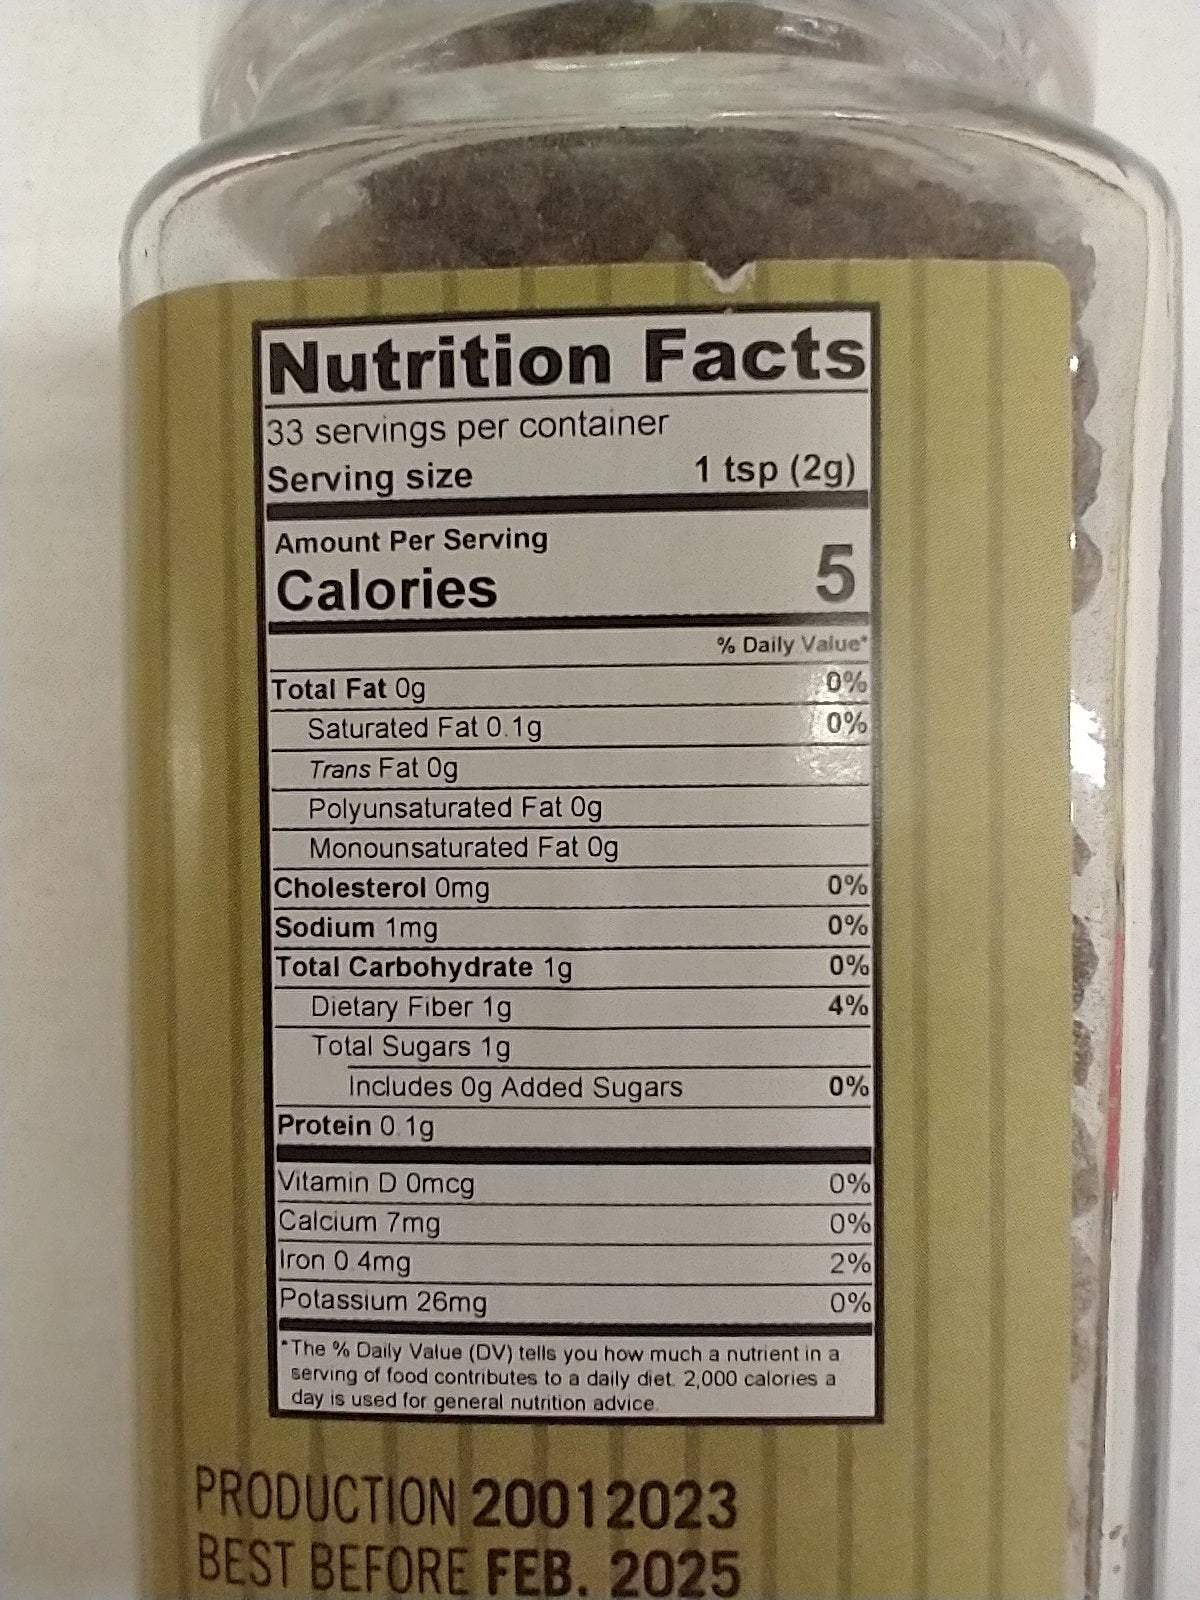 Nutrition Facts
33 servings per container
Serving size 1 tsp (2g)
Amount Per Serving
Calories 5
% Daily Value*
Total Fat 0g 0%
Saturated Fat 0.1g 0%
Trans Fat 0g
Polyunsaturated Fat 0g
Monounsaturated Fat 0g
Cholesterol 0mg 0%
Sodium 1mg 0%
Total Carbohydrate 1g 0%
Dietary Fiber 1g 4%
Total Sugars 1g
Includes 0g Added Sugars 0%
Protein 0.1g
Vitamin D 0mcg 0%
Calcium 7mg 0%
Iron 0.4mg 2%
Potassium 26mg 0%
*The % Daily Value (DV) tells you how much a nutrient in a
serving of food contributes to a daily diet. 2,000 calories a
day is used for general nutrition advice.
PRODUCTION 20012023
BEST BEFORE FEB. 2025